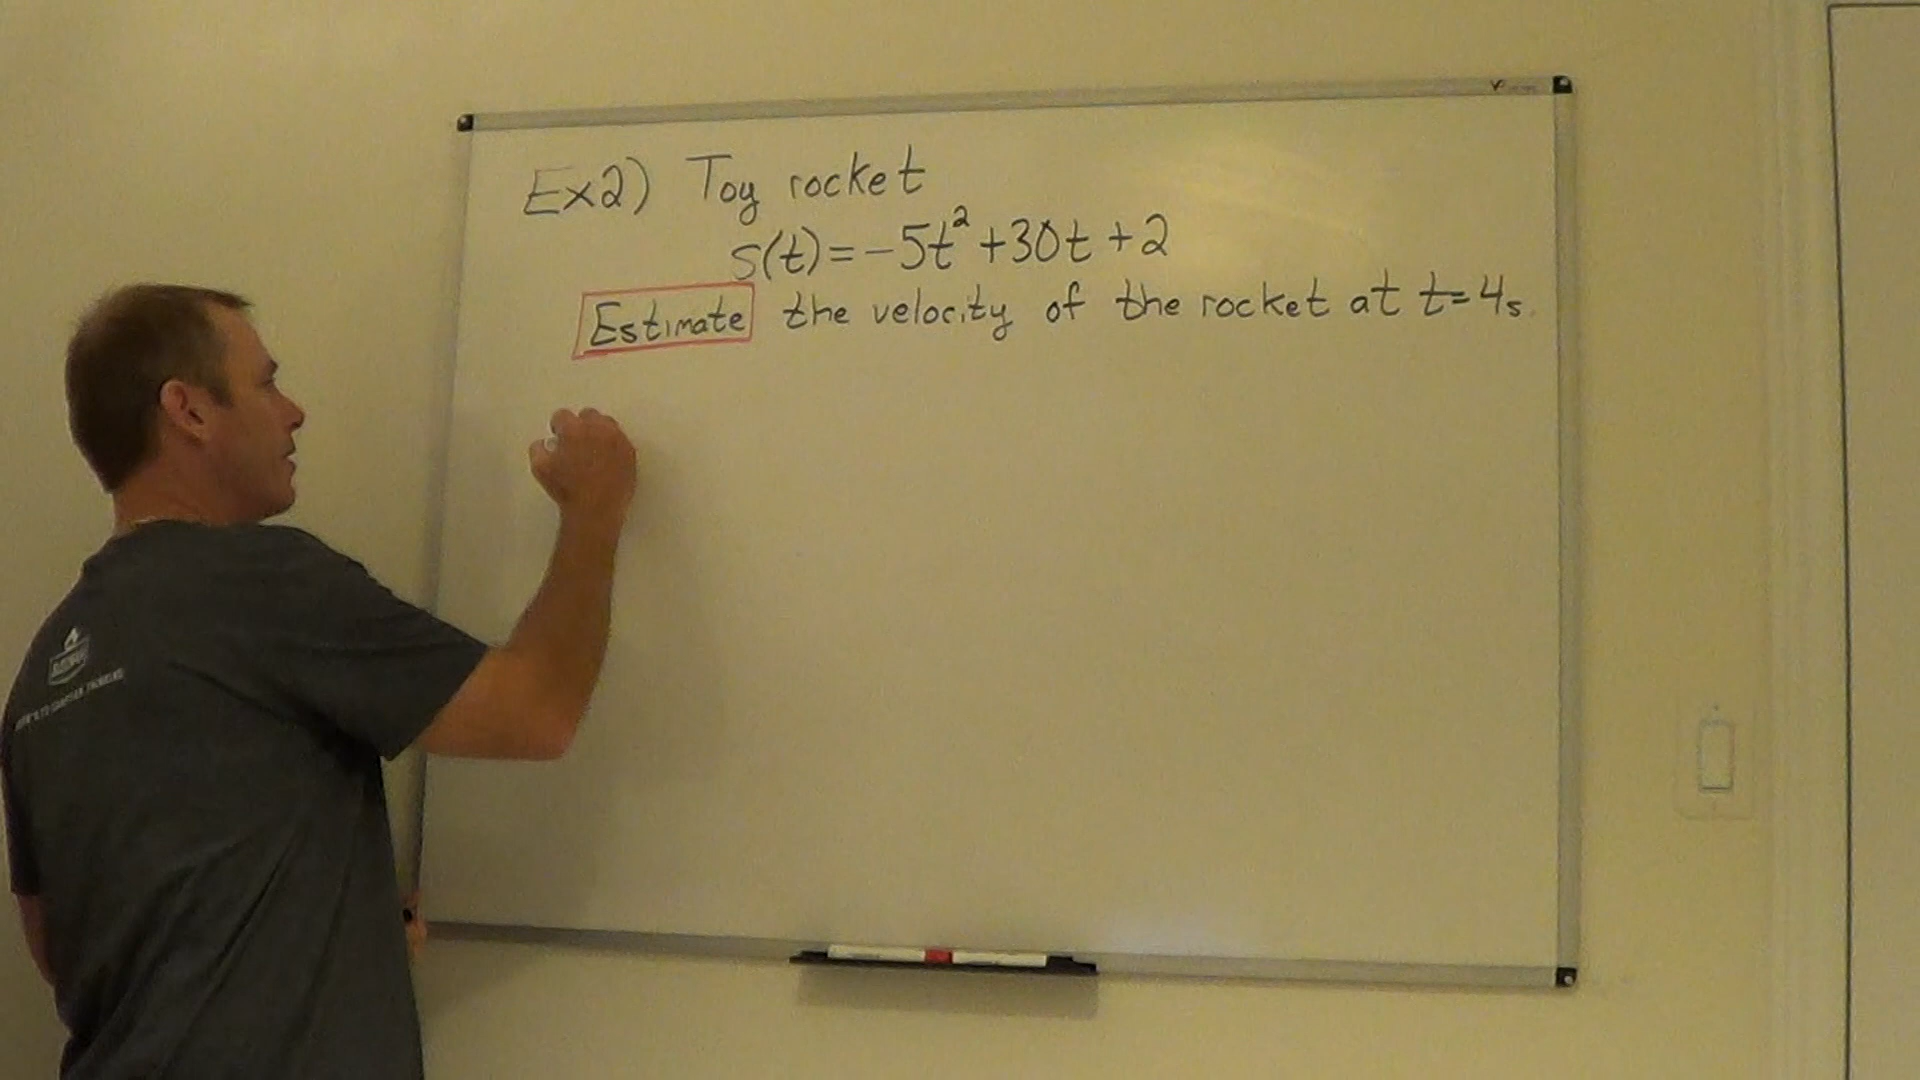 Ex2) Toy rocket
s(t)=-5t²+30t+2
Estimate the velocity of the rocket at t=4s.